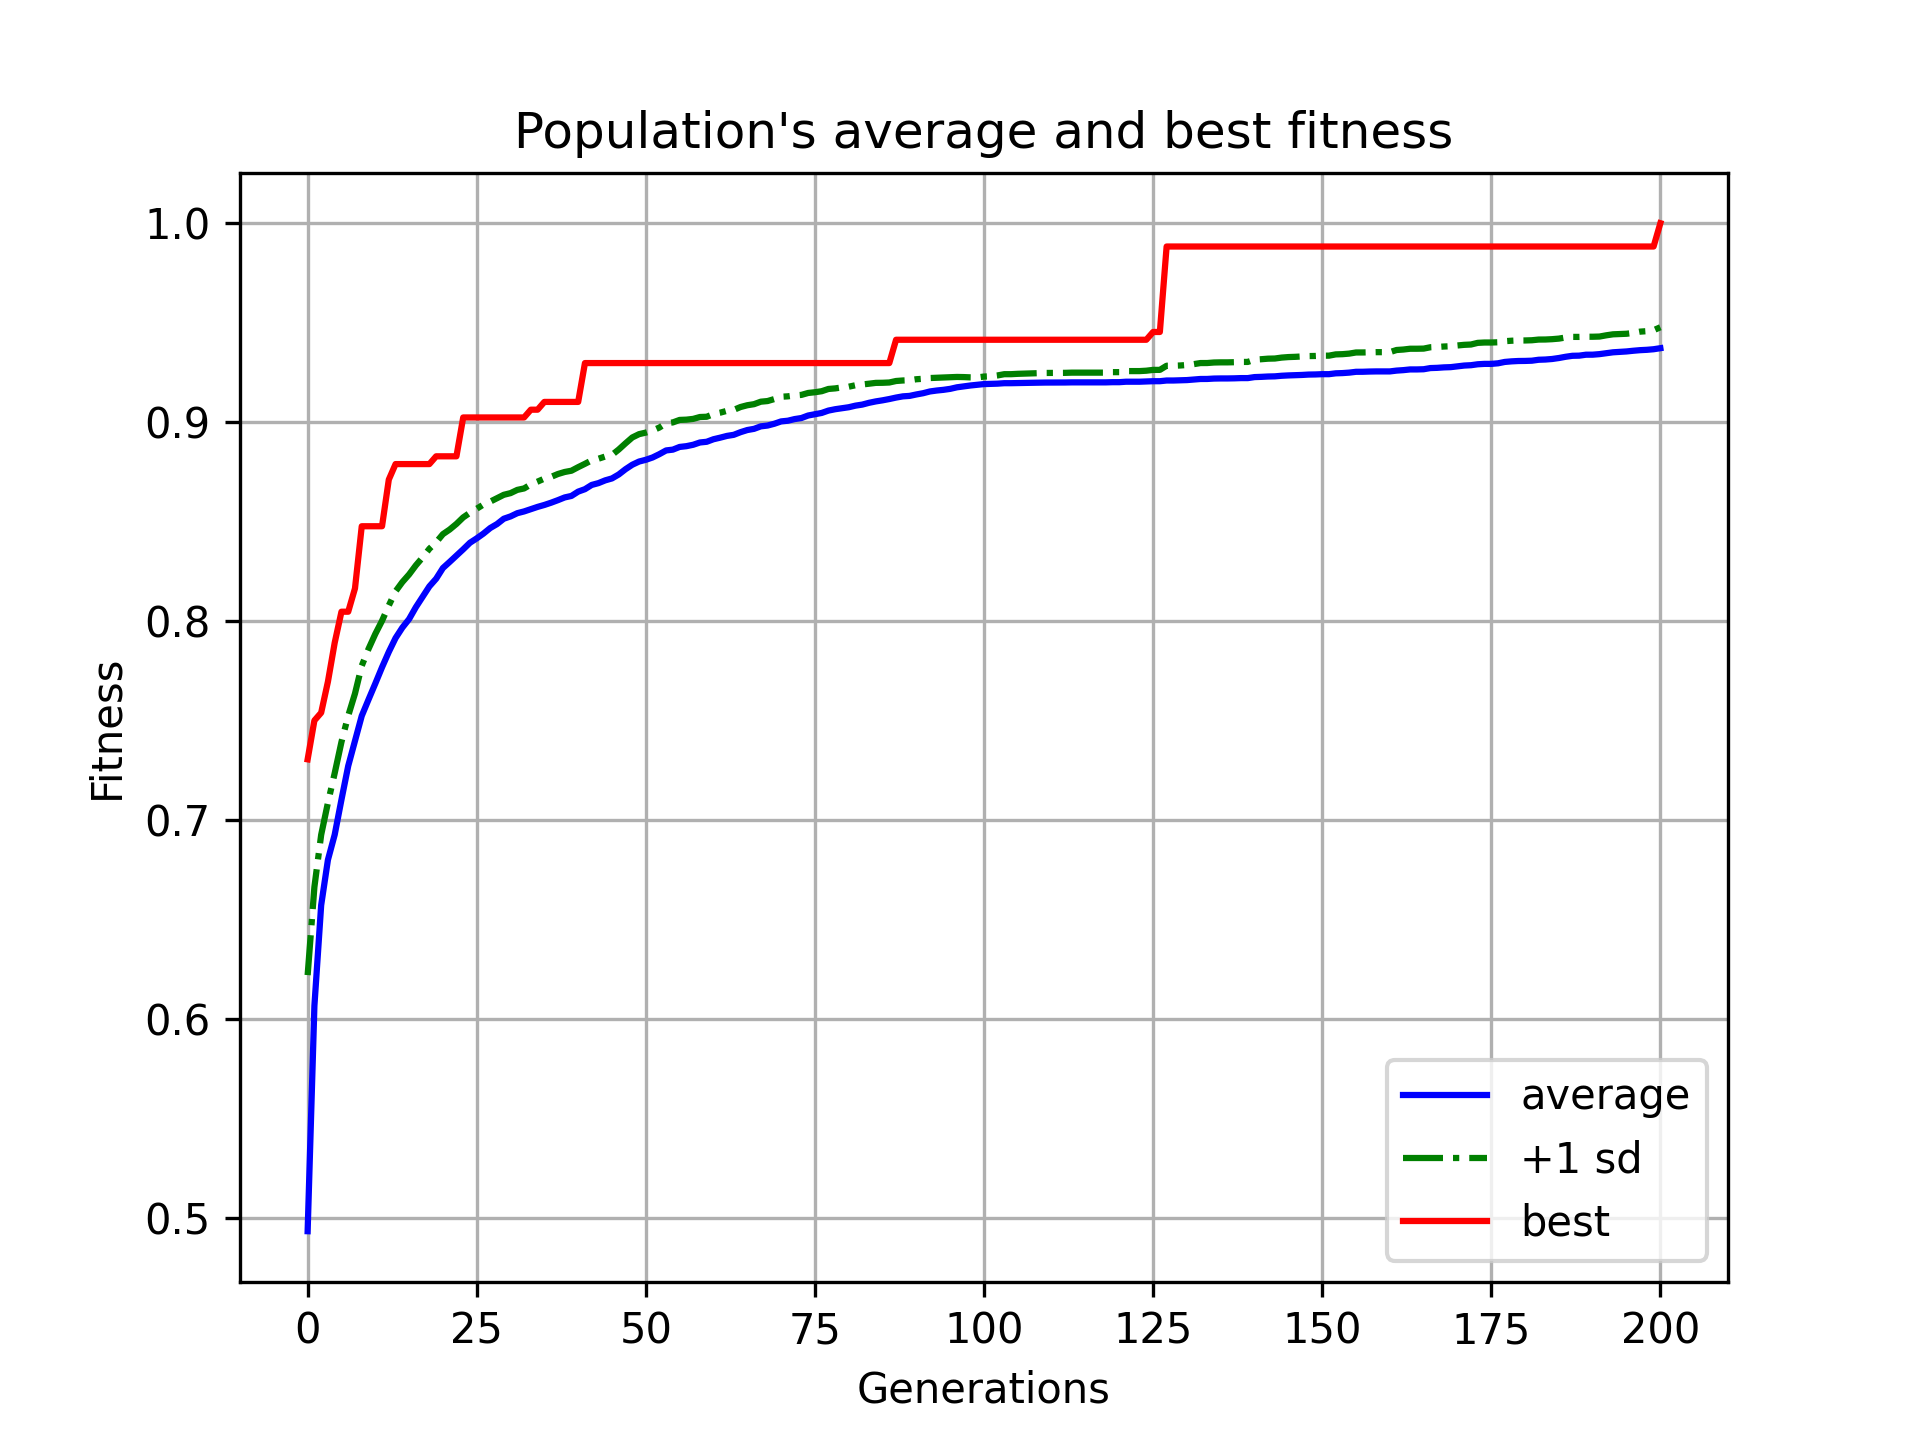 Population's average and best fitness
1.0
0.9
0.8
0.7
0.6
0.5
Fitness
average
+1 sd
best
0 25 50 75 100 125 150 175 200
Generations